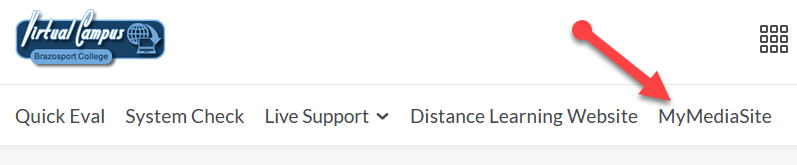 Virtual Campus
Brazosport College
Quick Eval System Check Live Support Distance Learning Website MyMediaSite